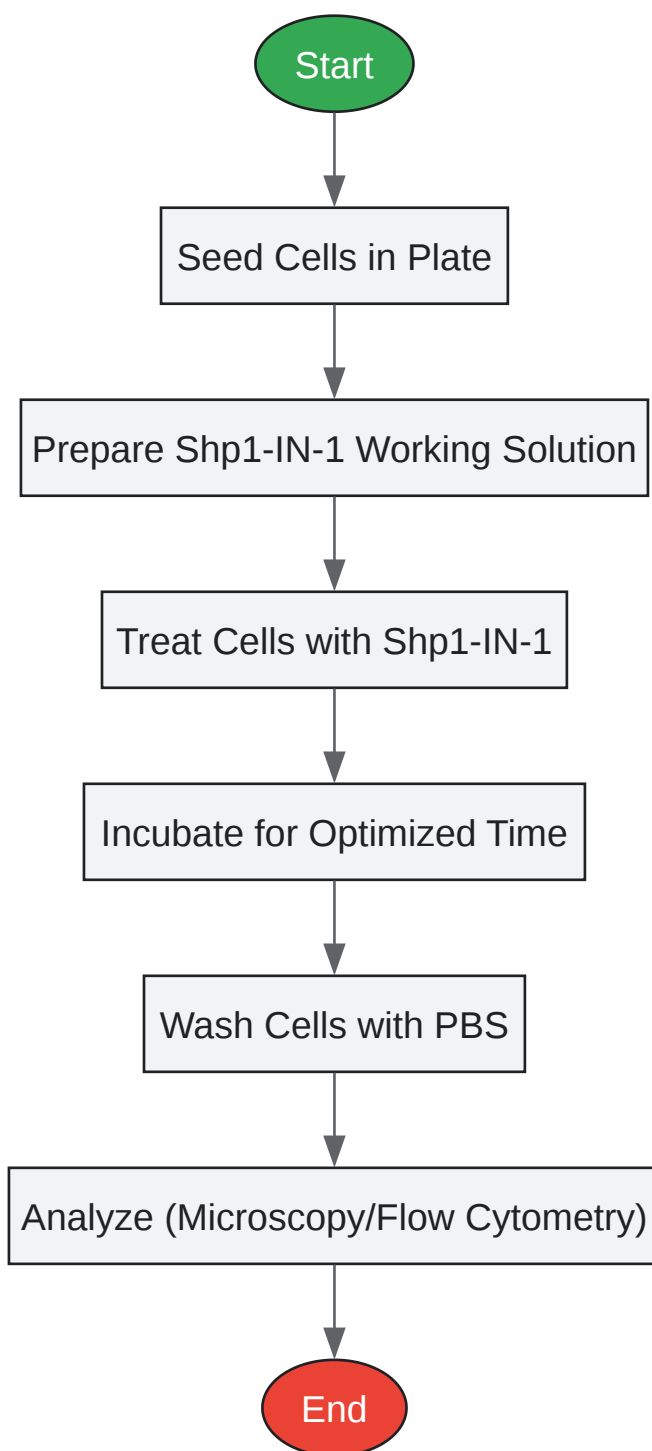 Start
Seed Cells in Plate
Prepare Shp1-IN-1 Working Solution
Treat Cells with Shp1-IN-1
Incubate for Optimized Time
Wash Cells with PBS
Analyze (Microscopy/Flow Cytometry)
End